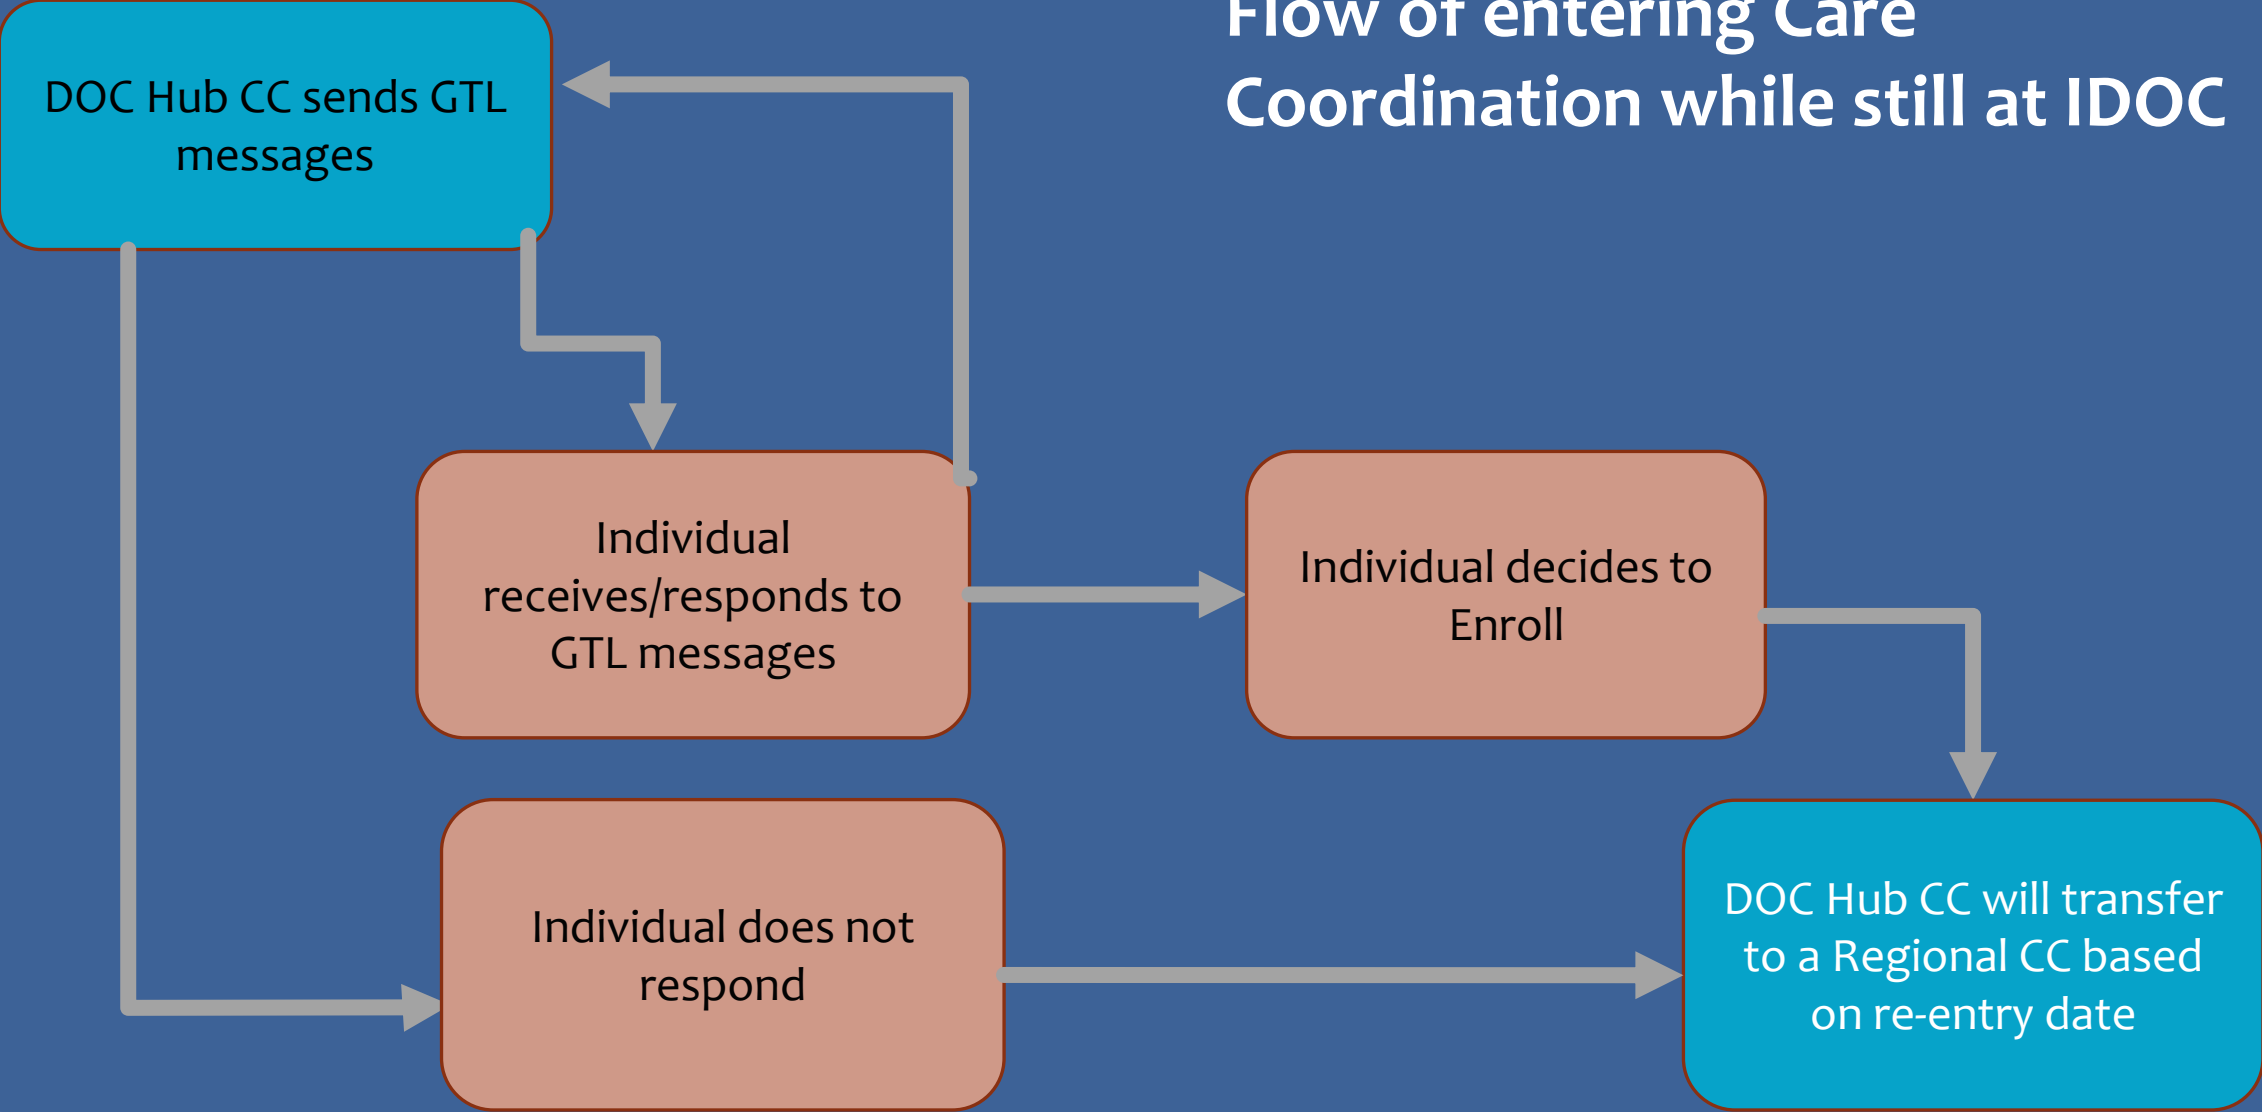 Flow of entering Care
Coordination while still at IDOC
DOC Hub CC sends GTL
messages
Individual
receives/responds to
GTL messages
Individual decides to
Enroll
Individual does not
respond
DOC Hub CC will transfer
to a Regional CC based
on re-entry date